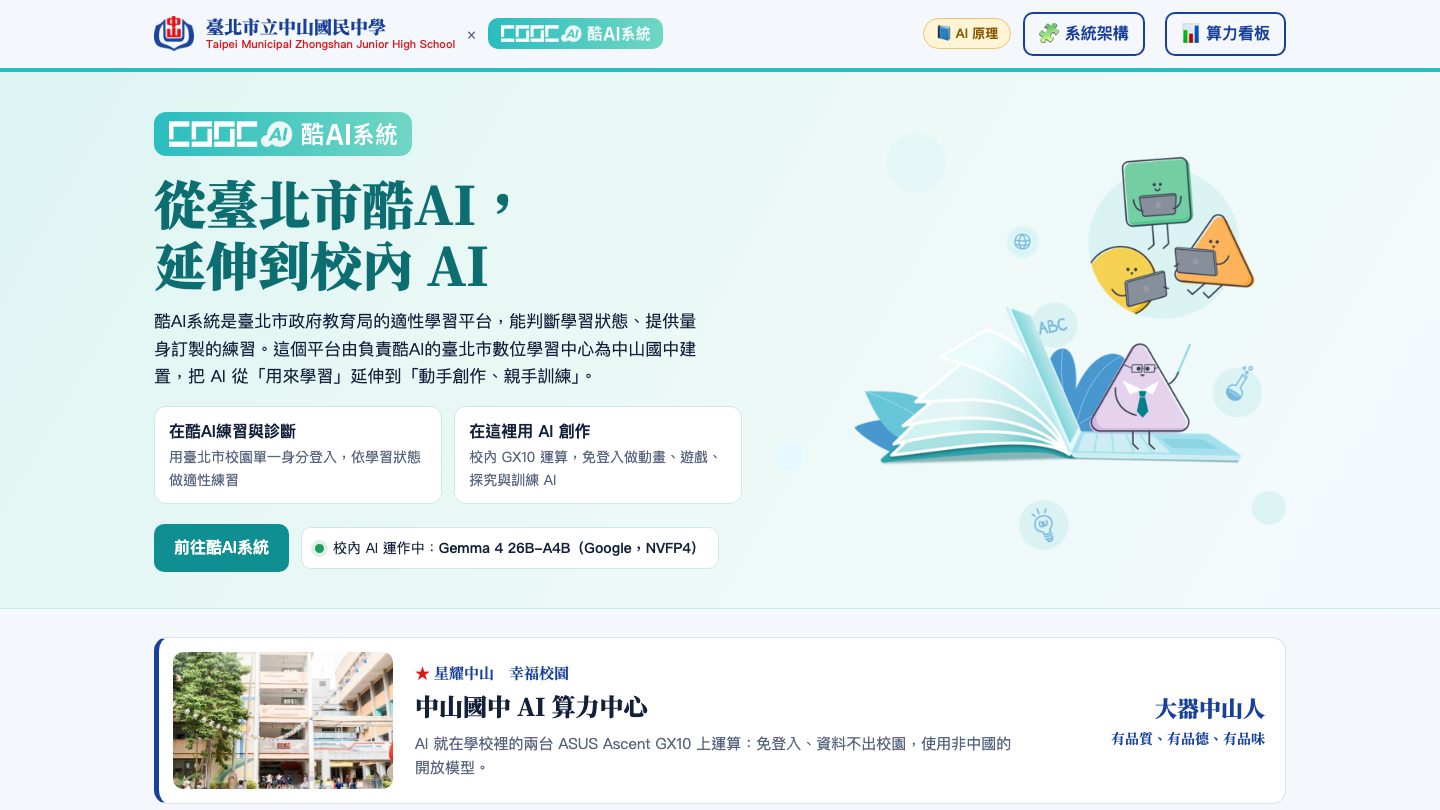 臺北市立中山國民中學
Taipei Municipal Zhongshan Junior High School
×
COOC AI 酷AI系統
AI 原理
系統架構
算力看板
COOC AI 酷AI系統
從臺北市酷AI，
延伸到校內 AI
酷AI系統是臺北市政府教育局的適性學習平台，能判斷學習狀態、提供量
身訂製的練習。這個平台由負責酷AI的臺北市數位學習中心為中山國中建
置，把 AI 從「用來學習」延伸到「動手創作、親手訓練」。
在酷AI練習與診斷
用臺北市校園單一身分登入，依學習狀態
做適性練習
在這裡用 AI 創作
校內 GX10 運算，免登入做動畫、遊戲、
探究與訓練 AI
前往酷AI系統
校內 AI 運作中：Gemma 4 26B-A4B（Google，NVFP4）
ABC
★ 星耀中山　幸福校園
中山國中 AI 算力中心
AI 就在學校裡的兩台 ASUS Ascent GX10 上運算：免登入、資料不出校園，使用非中國的
開放模型。
大器中山人
有品質、有品德、有品味